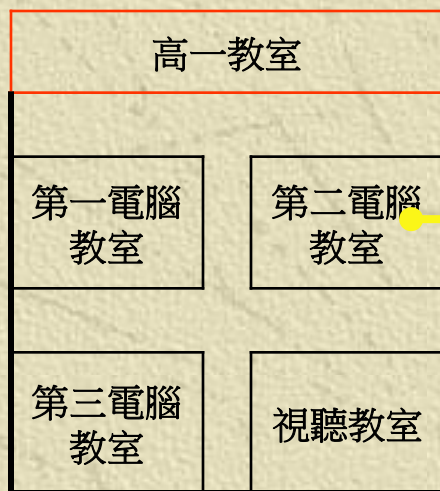 高一教室
第一電腦
教室
第二電腦
教室
第三電腦
教室
視聽教室